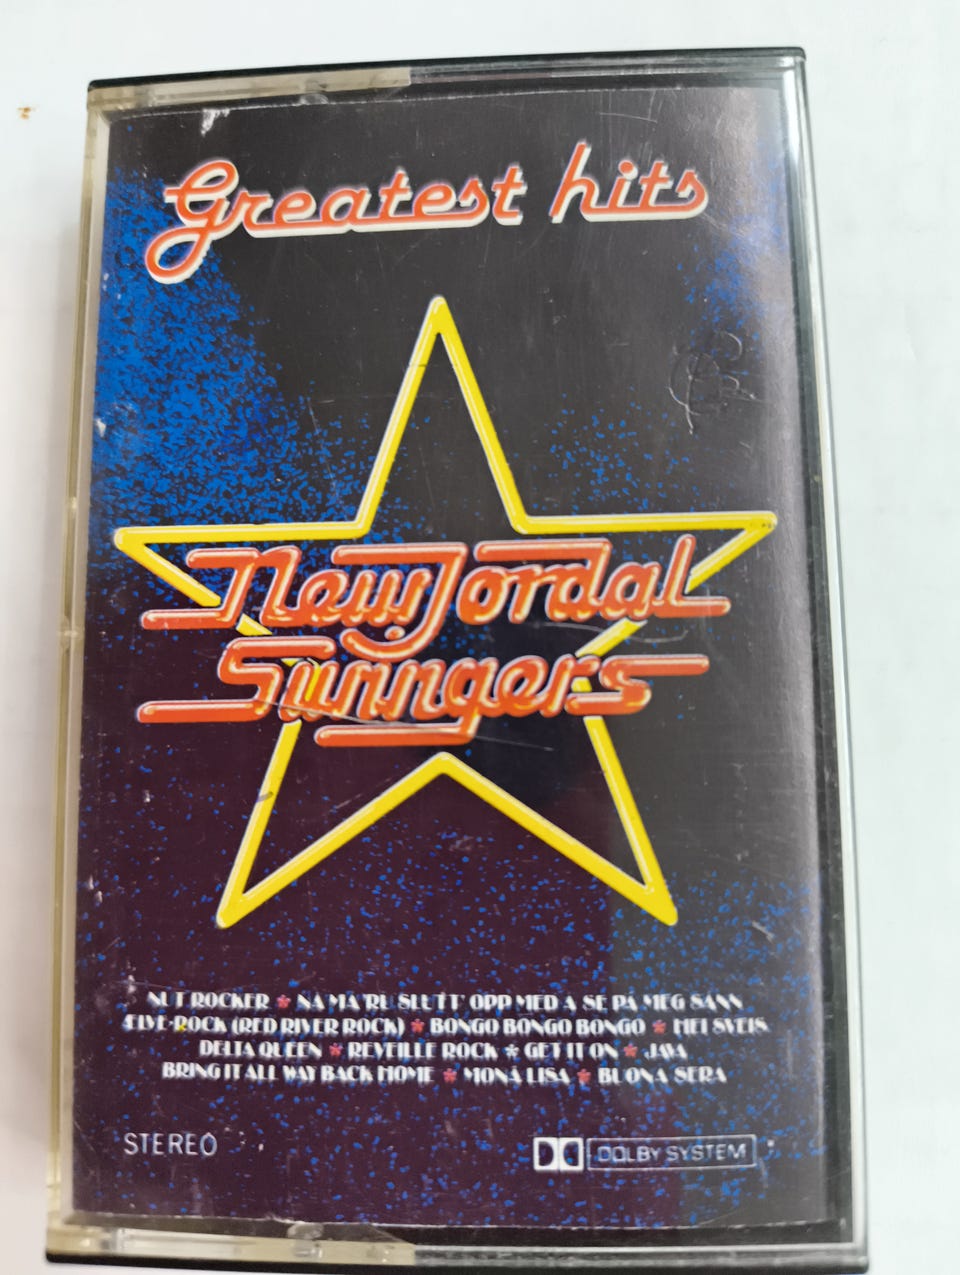 Greatest hits
New Jordal
Swingers
NUT ROCKER * NA MA 'RU SLUTT' OPP MED A SE PÅ MEG SÅNN
ÆLVE-ROCK (RED RIVER ROCK) * BONGO BONGO BONGO * HEI SVEIS
DELTA QUEEN * REVEILLE ROCK * GET IT ON * JAVA
BRING IT ALL WAY BACK HOME * MONA LISA * BUONA SERA
STEREO
DOLBY SYSTEM